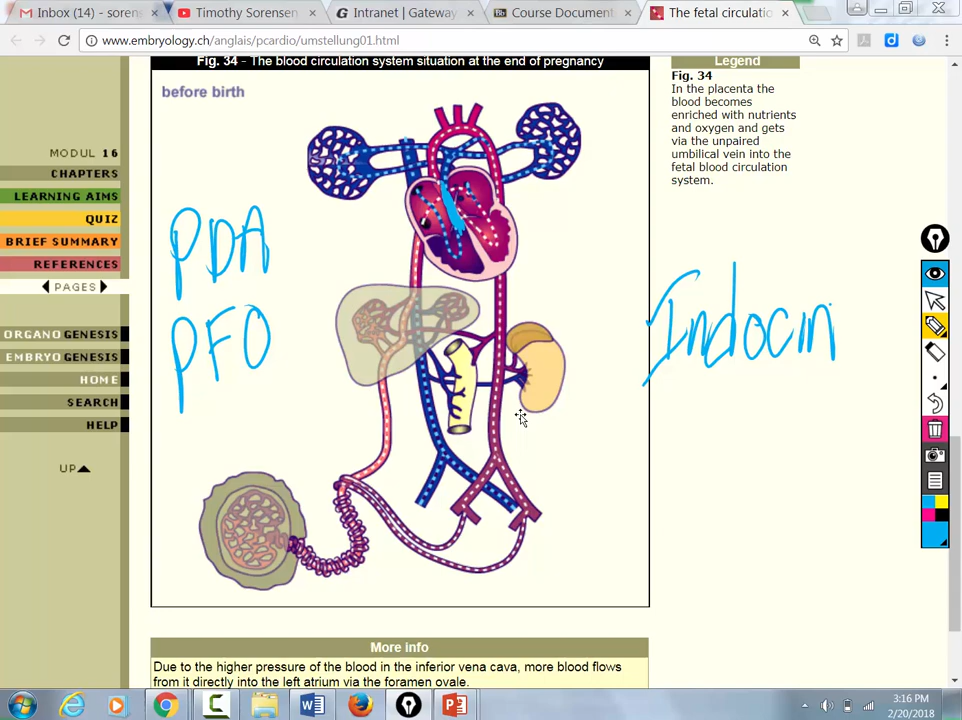 Inbox (4) - soren
Timothy Sorensen
Intranet | Gateway
Course Document
The fetal circulatio
www.embryology.ch/anglais/pcardio/umstellung01.html
MODUL 16
CHAPTERS
LEARNING AIMS
QUIZ
BRIEF SUMMARY
REFERENCES
PAGES
ORGANO GENESIS
EMBRYO GENESIS
HOME
SEARCH
HELP
UP
Fig. 34 - The blood circulation system situation at the end of pregnancy
before birth
PDA
PFO
Indocin
Legend
Fig. 34
In the placenta the
blood becomes
enriched with nutrients
and oxygen and gets
via the unpaired
umbilical vein into the
fetal blood circulation
system.
More info
Due to the higher pressure of the blood in the inferior vena cava, more blood flows
from it directly into the left atrium via the foramen ovale.
3:16 PM
2/20/2018